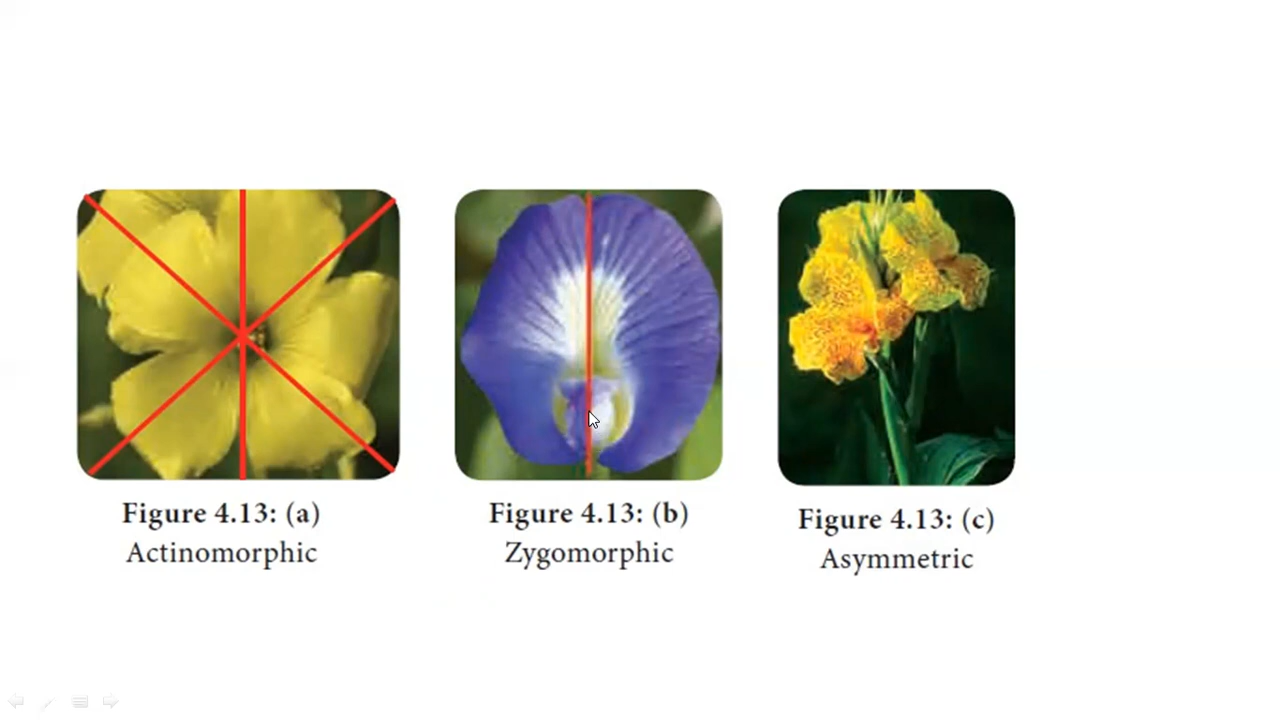 Figure 4.13: (a)
Actinomorphic
Figure 4.13: (b)
Zygomorphic
Figure 4.13: (c)
Asymmetric